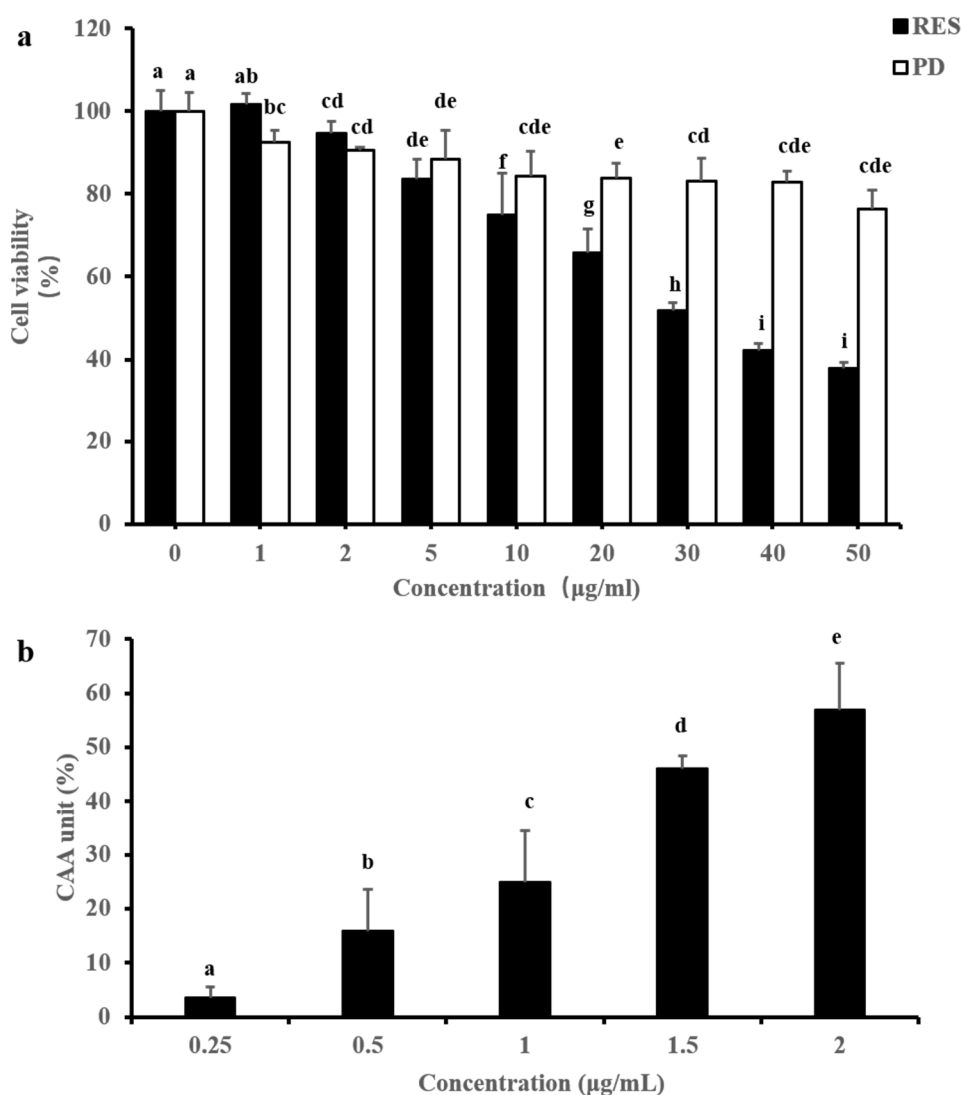 a
120
100
80
60
40
20
0
Cell viability
(%)
RES
PD
a a ab bc cd cd de de f cde g e h cd i cde i cde
0 1 2 5 10 20 30 40 50
Concentration（μg/ml)
b
70
60
50
40
30
20
10
0
CAA unit (%)
a b c d e
0.25 0.5 1 1.5 2
Concentration (μg/mL)